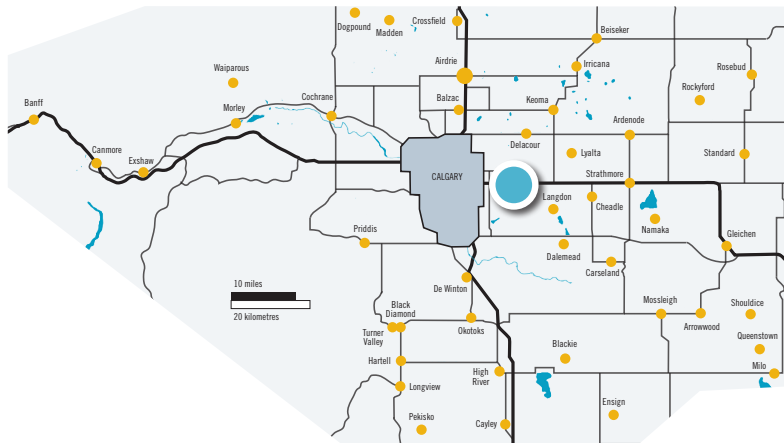 Dogpound
Madden
Crossfield
Beiseker
Airdrie
Irricana
Waiparous
Rosebud
Rockyford
Banff
Morley
Cochrane
Balzac
Keoma
Ardenode
Delacour
Canmore
Exshaw
Lyalta
Standard
CALGARY
Strathmore
Langdon
Cheadle
Namaka
Priddis
Gleichen
Dalemead
Carseland
10 miles
20 kilometres
De Winton
Black
Diamond
Turner
Valley
Okotoks
Mossleigh
Arrowwood
Shouldice
Queenstown
Blackie
Hartell
High
River
Milo
Longview
Ensign
Pekisko
Cayley